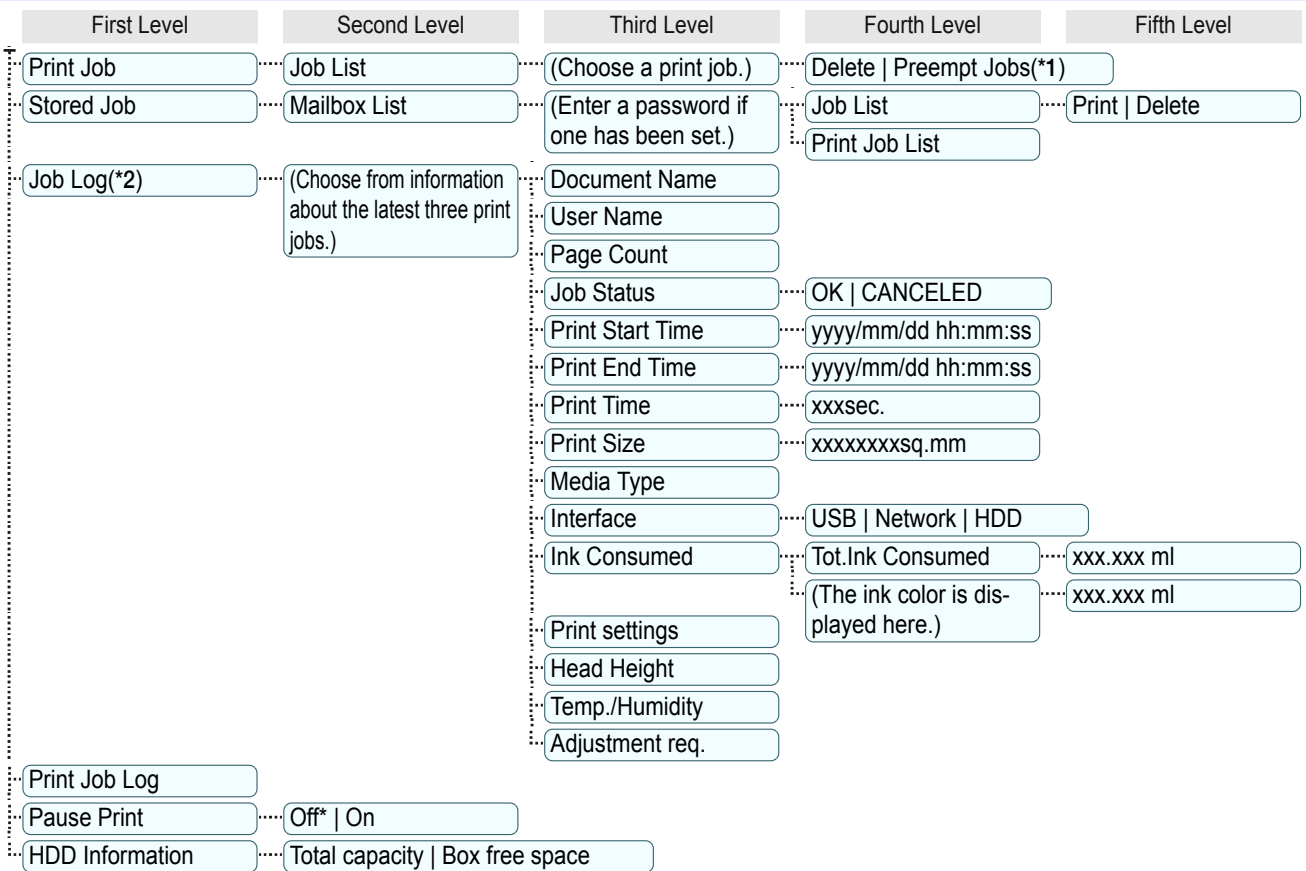 First Level Second Level Third Level Fourth Level Fifth Level
Print Job Job List (Choose a print job.) Delete | Preempt Jobs(*1)
Stored Job Mailbox List (Enter a password if
one has been set.)
Job List Print | Delete
Print Job List
Job Log(*2) (Choose from information
about the latest three print
jobs.)
Document Name
User Name
Page Count
Job Status OK | CANCELED
Print Start Time yyyy/mm/dd hh:mm:ss
Print End Time yyyy/mm/dd hh:mm:ss
Print Time xxxsec.
Print Size xxxxxxxxsq.mm
Media Type
Interface USB | Network | HDD
Ink Consumed Tot.Ink Consumed xxx.xxx ml
(The ink color is dis-
played here.)
xxx.xxx ml
Print settings
Head Height
Temp./Humidity
Adjustment req.
Print Job Log
Pause Print Off* | On
HDD Information Total capacity | Box free space